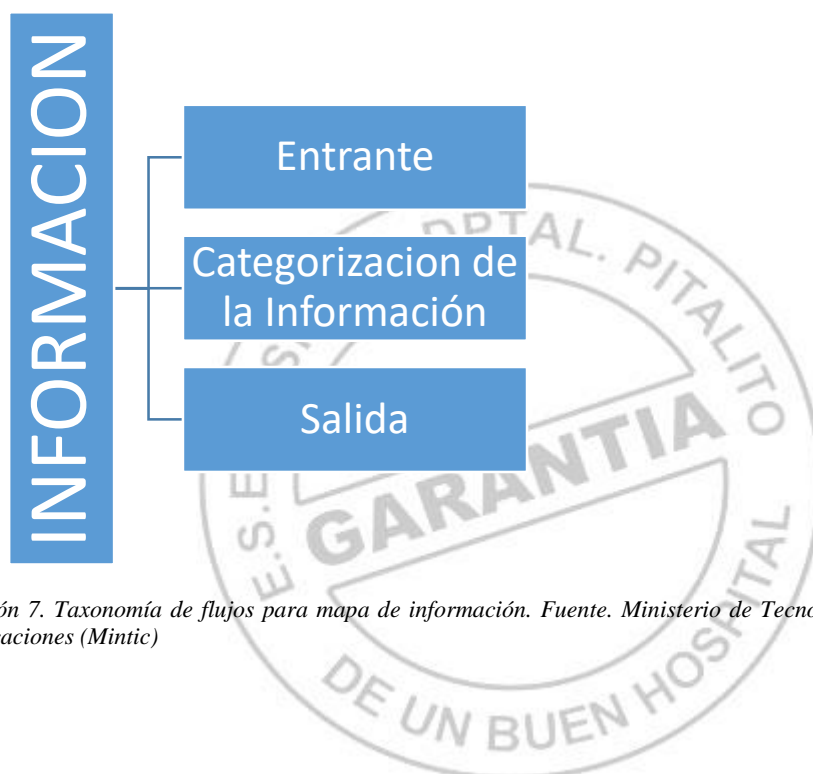 INFORMACION
Entrante
Categorizacion de
la Información
Salida
ón 7. Taxonomía de flujos para mapa de información. Fuente. Ministerio de Tecno
aciones (Mintic)
DPTAL. PITALITO
E.S.E
GARANTIA
DE UN BUEN HOSPITAL